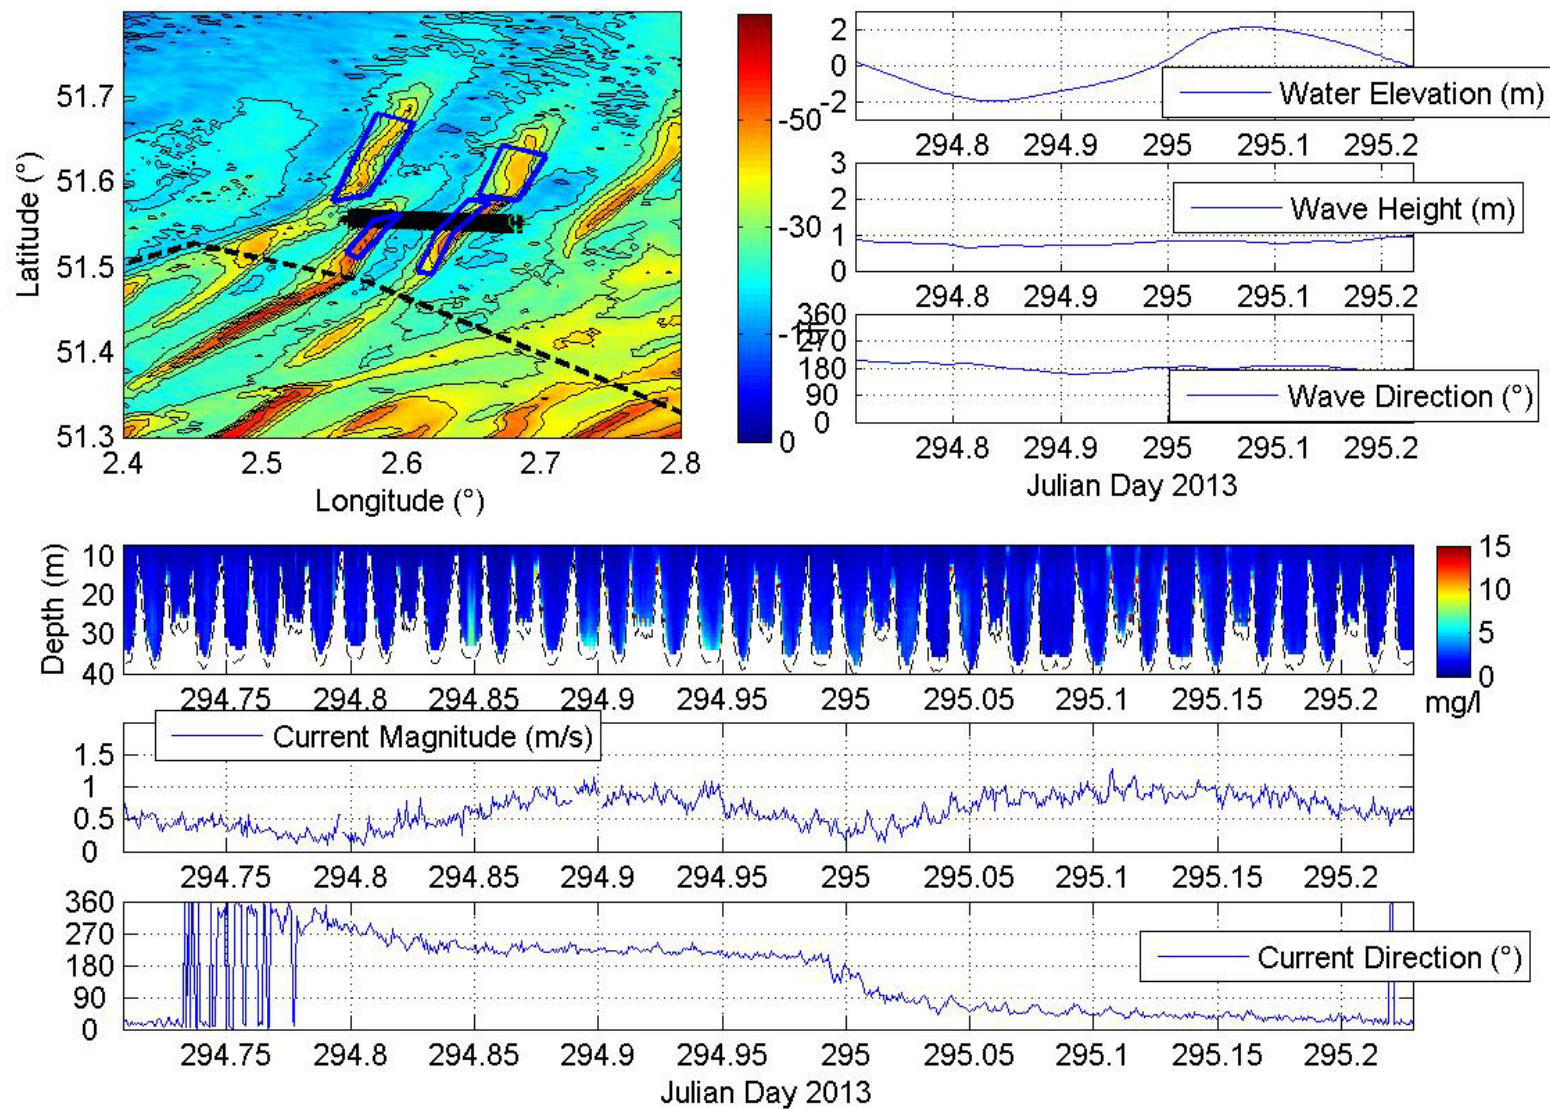 51.7
51.6
51.5
51.4
51.3
Latitude (°)
2.4 2.5 2.6 2.7 2.8
Longitude (°)
-50
-30
0
2
0
-2
Water Elevation (m)
294.8 294.9 295 295.1 295.2
3
2
1
0
Wave Height (m)
294.8 294.9 295 295.1 295.2
360
270
180
90
0
Wave Direction (°)
294.8 294.9 295 295.1 295.2
Julian Day 2013
Depth (m)
10
20
30
40
294.75 294.8 294.85 294.9 294.95 295 295.05 295.1 295.15 295.2
15
10
5
0
mg/l
Current Magnitude (m/s)
1.5
1
0.5
0
294.75 294.8 294.85 294.9 294.95 295 295.05 295.1 295.15 295.2
360
270
180
90
0
Current Direction (°)
294.75 294.8 294.85 294.9 294.95 295 295.05 295.1 295.15 295.2
Julian Day 2013